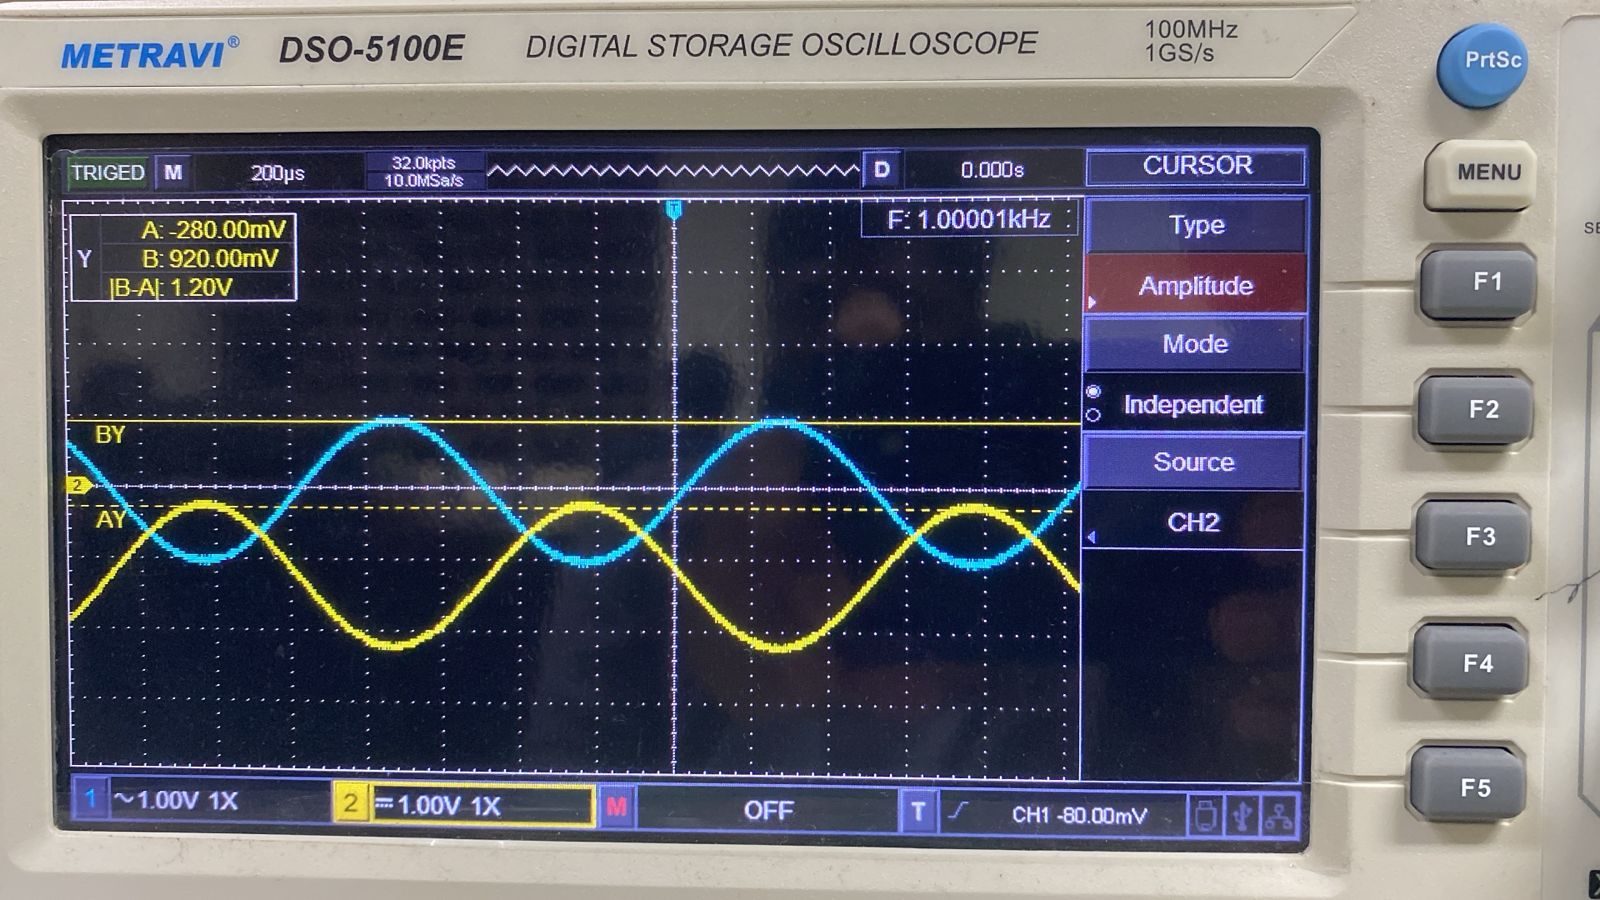 METRAVI® DSO-5100E DIGITAL STORAGE OSCILLOSCOPE 100MHz
1GS/s
PrtSc
TRIGED M 200µs 32.0kpts
10.0MSa/s
D 0.000s CURSOR
MENU
T
A: -280.00mV
Y B: 920.00mV
|B-A|: 1.20V
F: 1.00001kHz
Type
Amplitude
F1
Mode
Independent
F2
BY
Source
2
AY
CH2
F3
F4
1 ~1.00V 1X 2 1.00V 1X M OFF T CH1 -80.00mV
F5